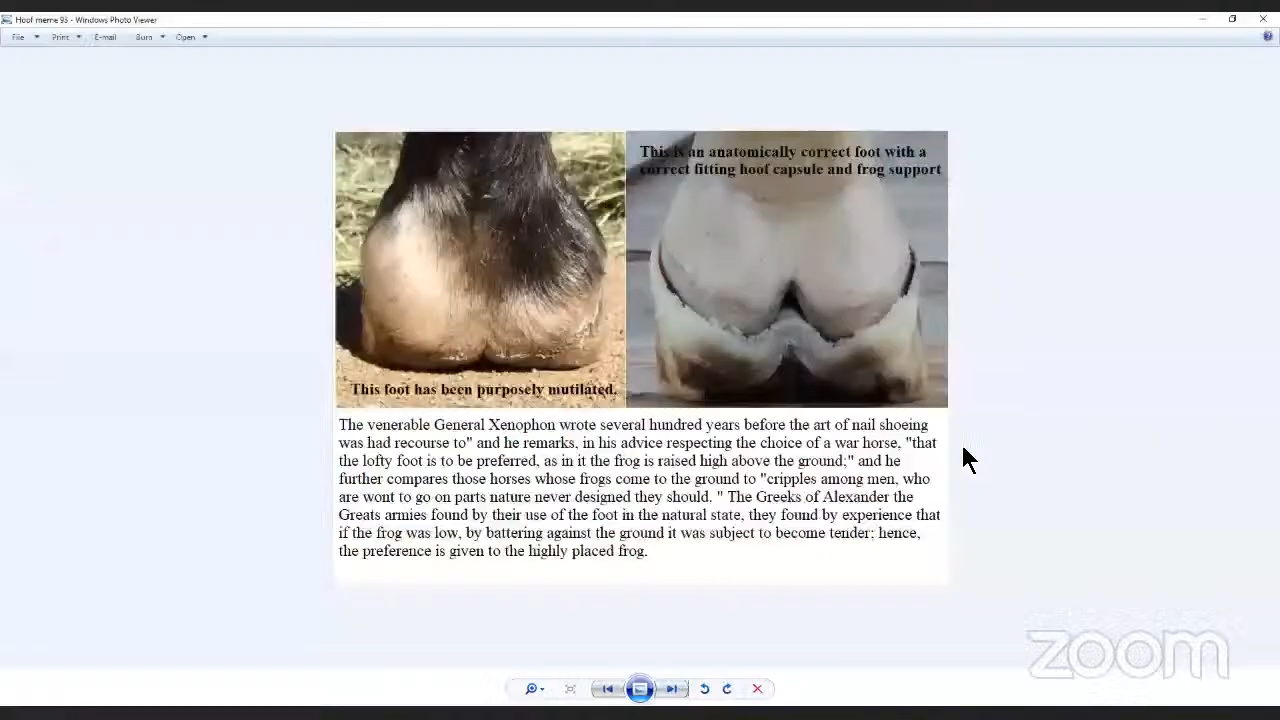 Hoof meme 93 - Windows Photo Viewer
File Print E-mail Burn Open
This is an anatomically correct foot with a
correct fitting hoof capsule and frog support
This foot has been purposely mutilated.
The venerable General Xenophon wrote several hundred years before the art of nail shoeing
was had recourse to" and he remarks, in his advice respecting the choice of a war horse, "that
the lofty foot is to be preferred, as in it the frog is raised high above the ground;" and he
further compares those horses whose frogs come to the ground to "cripples among men, who
are wont to go on parts nature never designed they should. " The Greeks of Alexander the
Greats armies found by their use of the foot in the natural state, they found by experience that
if the frog was low, by battering against the ground it was subject to become tender; hence,
the preference is given to the highly placed frog.
zoom